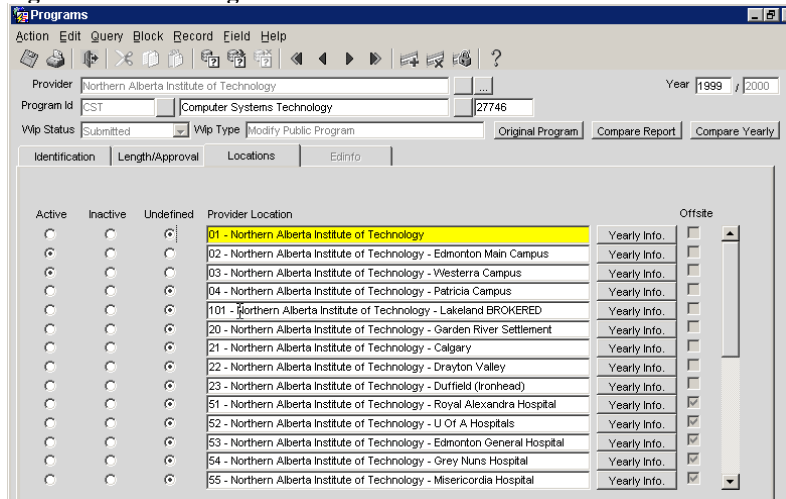 Programs
Action Edit Query Block Record Field Help
Provider Northern Alberta Institute of Technology ... Year 1999 / 2000
Program Id CST Computer Systems Technology 27746
Wip Status Submitted Wip Type Modify Public Program Original Program Compare Report Compare Yearly
Identification Length/Approval Locations Edinfo
Active Inactive Undefined Provider Location Offsite
01 - Northern Alberta Institute of Technology Yearly Info.
02 - Northern Alberta Institute of Technology - Edmonton Main Campus Yearly Info.
03 - Northern Alberta Institute of Technology - Westerra Campus Yearly Info.
04 - Northern Alberta Institute of Technology - Patricia Campus Yearly Info.
101 - Northern Alberta Institute of Technology - Lakeland BROKERED Yearly Info.
20 - Northern Alberta Institute of Technology - Garden River Settlement Yearly Info.
21 - Northern Alberta Institute of Technology - Calgary Yearly Info.
22 - Northern Alberta Institute of Technology - Drayton Valley Yearly Info.
23 - Northern Alberta Institute of Technology - Duffield (Ironhead) Yearly Info.
51 - Northern Alberta Institute of Technology - Royal Alexandra Hospital Yearly Info.
52 - Northern Alberta Institute of Technology - U Of A Hospitals Yearly Info.
53 - Northern Alberta Institute of Technology - Edmonton General Hospital Yearly Info.
54 - Northern Alberta Institute of Technology - Grey Nuns Hospital Yearly Info.
55 - Northern Alberta Institute of Technology - Misericordia Hospital Yearly Info.